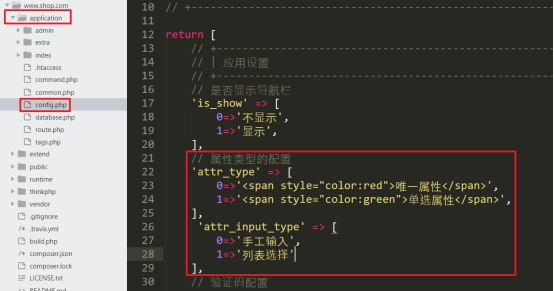 www.shop.com
application
admin
extra
index
.htaccess
command.php
common.php
config.php
database.php
route.php
tags.php
extend
public
runtime
thinkphp
vendor
.gitignore
.travis.yml
build.php
composer.json
composer.lock
LICENSE.txt
README.md
10 // +----------------------------------------------------------------------
11
12 return [
13 // +----------------------------------------------------------------------
14 // | 应用设置
15 // +----------------------------------------------------------------------
16 // 是否显示导航栏
17 'is_show' => [
18 0=>'不显示',
19 1=>'显示',
20 ],
21 // 属性类型的配置
22 'attr_type' => [
23 0=>'<span style="color:red">唯一属性</span>',
24 1=>'<span style="color:green">单选属性</span>',
25 ],
26 'attr_input_type' => [
27 0=>'手工输入',
28 1=>'列表选择'
29 ],
30 // 验证码配置